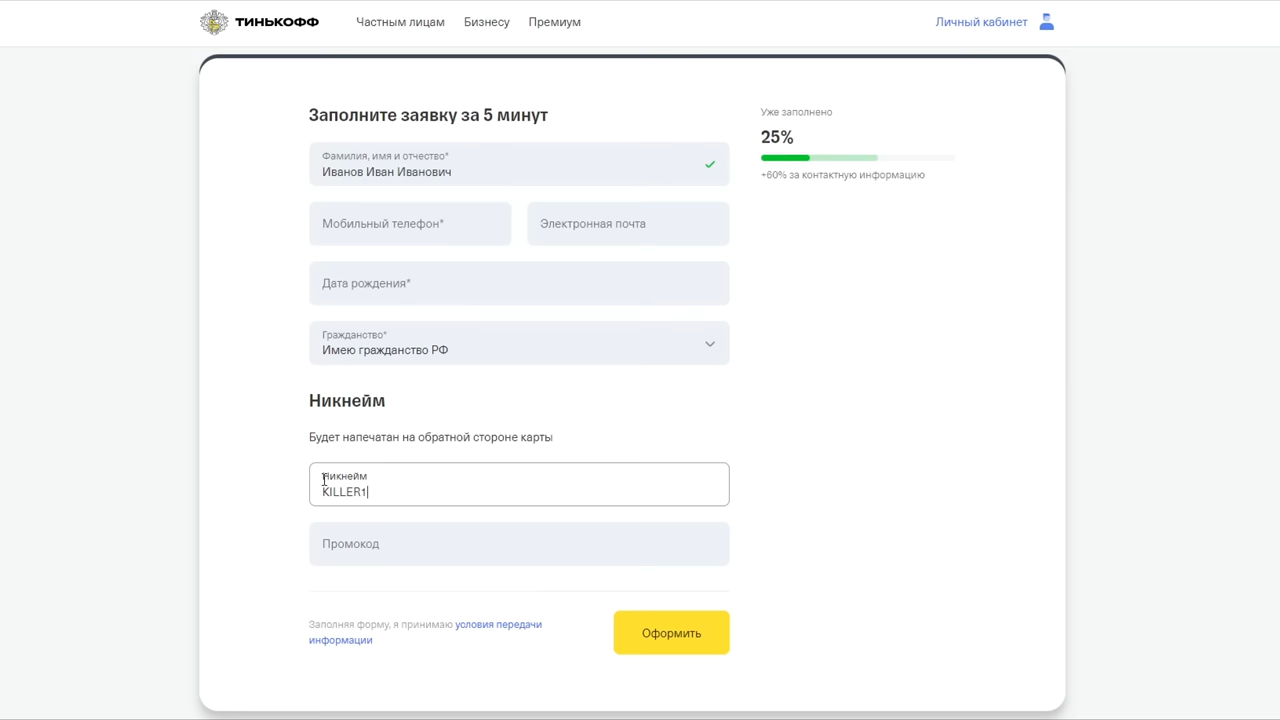 ТИНЬКОФФ
Частным лицам Бизнесу Премиум
Личный кабинет
Заполните заявку за 5 минут
Фамилия, имя и отчество*
Иванов Иван Иванович
Мобильный телефон*
Электронная почта
Дата рождения*
Гражданство*
Имею гражданство РФ
Никнейм
Будет напечатан на обратной стороне карты
Никнейм
KILLER1
Промокод
Заполняя форму, я принимаю условия передачи
информации
Оформить
Уже заполнено
25%
+60% за контактную информацию